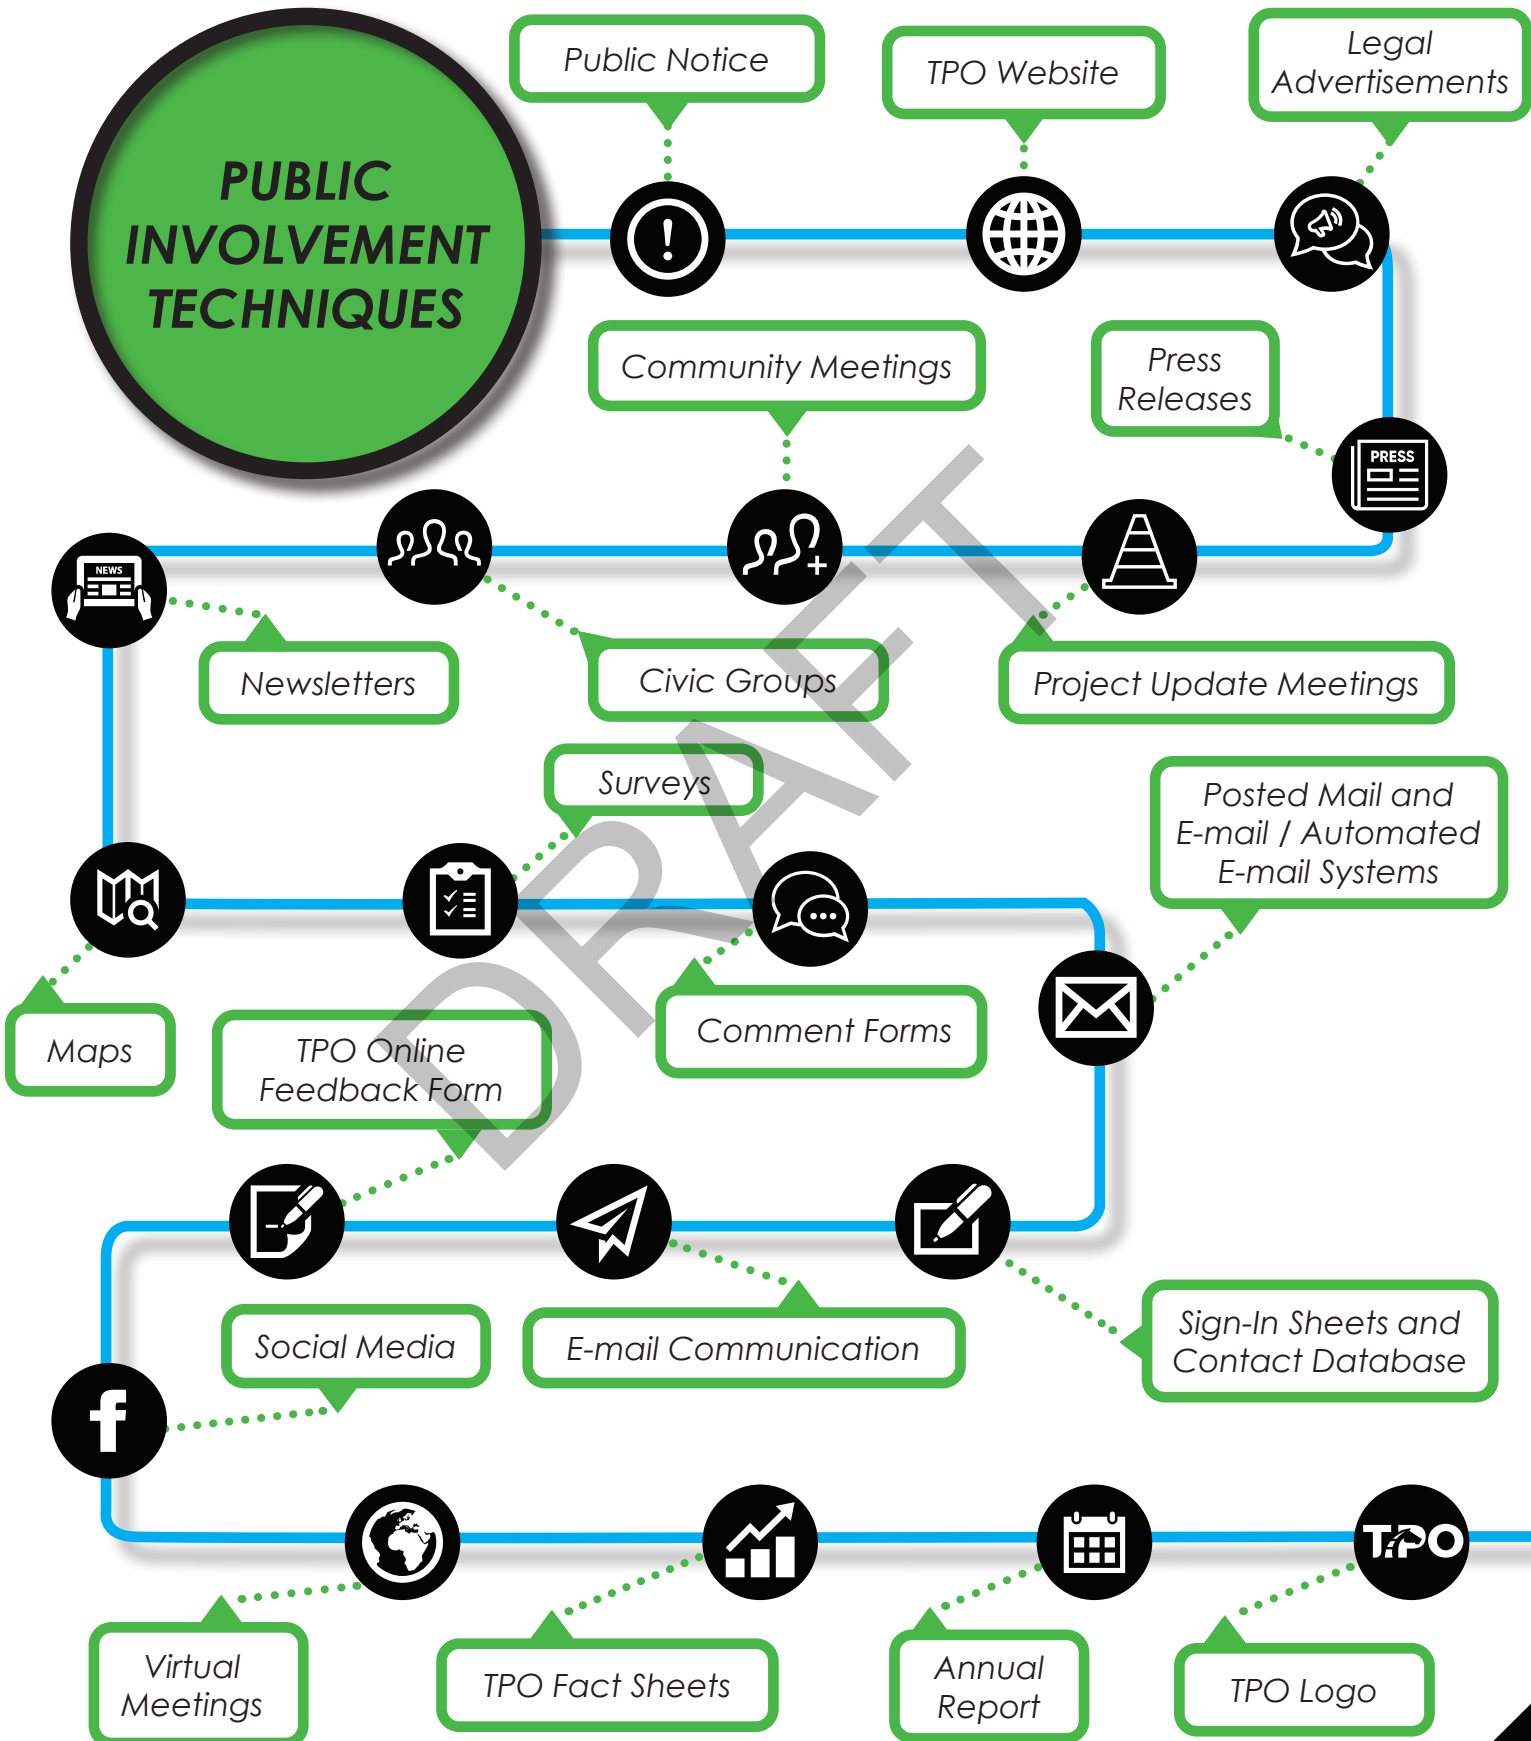 PUBLIC
INVOLVEMENT
TECHNIQUES
Public Notice
TPO Website
Legal
Advertisements
Press
Releases
PRESS
Community Meetings
Project Update Meetings
Civic Groups
NEWS
Newsletters
Maps
Surveys
Comment Forms
Posted Mail and
E-mail / Automated
E-mail Systems
Sign-In Sheets and
Contact Database
E-mail Communication
TPO Online
Feedback Form
Social Media
f
Virtual
Meetings
TPO Fact Sheets
Annual
Report
TPO
TPO Logo
DRAFT